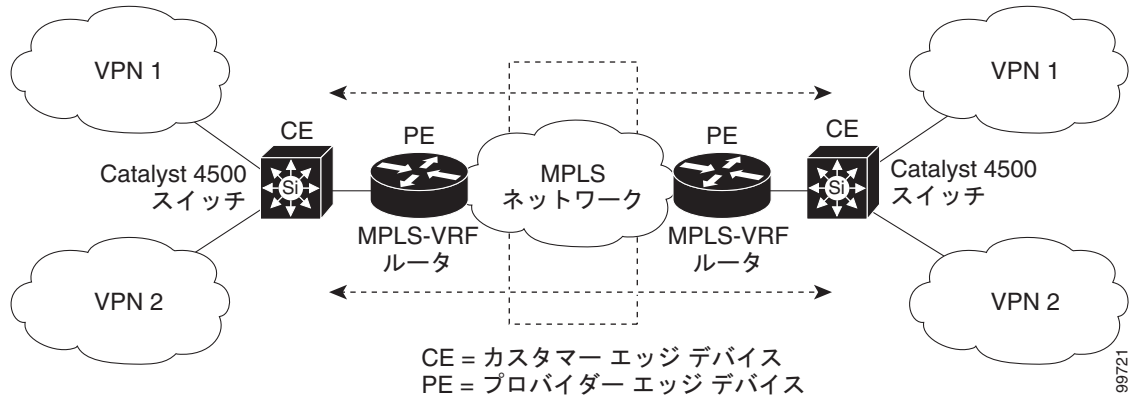 VPN 1
VPN 1
CE
PE
PE
CE
Catalyst 4500
スイッチ
Si
MPLS
ネットワーク
Si
Catalyst 4500
スイッチ
MPLS-VRF
ルータ
MPLS-VRF
ルータ
VPN 2
VPN 2
CE = カスタマー エッジ デバイス
PE = プロバイダー エッジ デバイス
99721